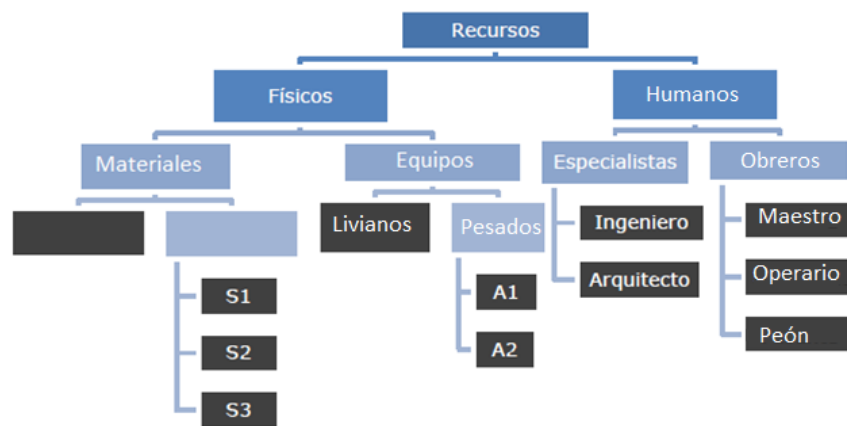 Recursos
Físicos
Humanos
Materiales
Equipos
Especialistas
Obreros
Livianos
Pesados
Ingeniero
Maestro
Arquitecto
Operario
S1
A1
S2
A2
Peón
S3